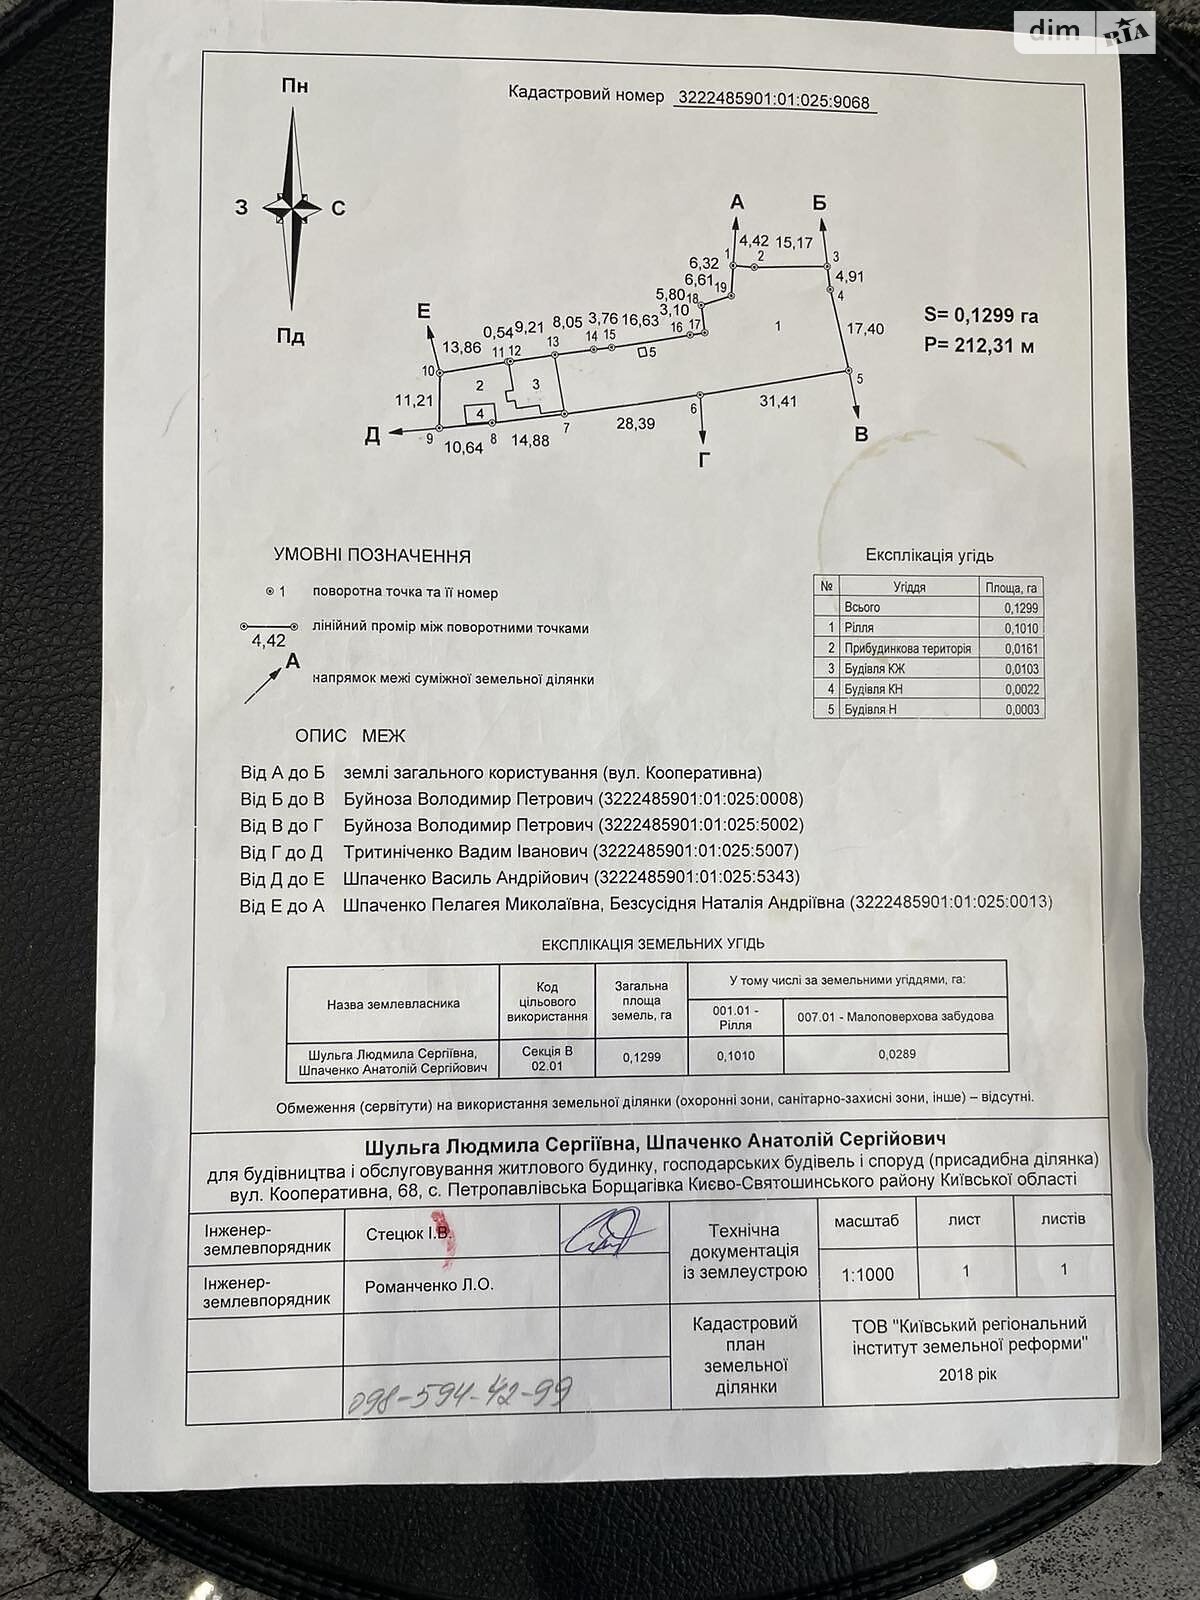 dim RIA
Кадастровий номер 3222485901:01:025:9068
Пн
З С
Пд
А Б
4,42 15,17
1 2 3
6,32
6,61
19
4,91
4
5,80 18
3,10
17
16
1
17,40
S= 0,1299 га
P= 212,31 м
Е
0,54 9,21 8,05 3,76 16,63
13,86 11 12 13 14 15
5
10
2 3
5
11,21
4
6
31,41
Д
9 8 7
28,39
В
10,64 14,88
Г
УМОВНІ ПОЗНАЧЕННЯ
1 поворотна точка та її номер
4,42 лінійний промір між поворотними точками
А напрямок межі суміжної земельної ділянки
Експлікація угідь
№ Угіддя Площа, га
Всього 0,1299
1 Рілля 0,1010
2 Прибудинкова територія 0,0161
3 Будівля КЖ 0,0103
4 Будівля КН 0,0022
5 Будівля Н 0,0003
ОПИС МЕЖ
Від А до Б землі загального користування (вул. Кооперативна)
Від Б до В Буйноза Володимир Петрович (3222485901:01:025:0008)
Від В до Г Буйноза Володимир Петрович (3222485901:01:025:5002)
Від Г до Д Тритиніченко Вадим Іванович (3222485901:01:025:5007)
Від Д до Е Шпаченко Василь Андрійович (3222485901:01:025:5343)
Від Е до А Шпаченко Пелагея Миколаївна, Безсусідня Наталія Андріївна (3222485901:01:025:0013)
ЕКСПЛІКАЦІЯ ЗЕМЕЛЬНИХ УГІДЬ
Назва землевласника
Код
цільового
використання
Загальна
площа
земель, га
У тому числі за земельними угіддями, га:
001.01 -
Рілля
007.01 - Малоповерхова забудова
Шульга Людмила Сергіївна,
Шпаченко Анатолій Сергійович
Секція В
02.01
0,1299
0,1010
0,0289
Обмеження (сервітути) на використання земельної ділянки (охоронні зони, санітарно-захисні зони, інше) – відсутні.
Шульга Людмила Сергіївна, Шпаченко Анатолій Сергійович
для будівництва і обслуговування житлового будинку, господарських будівель і споруд (присадибна ділянка)
вул. Кооперативна, 68, с. Петропавлівська Борщагівка Києво-Святошинського району Київської області
Інженер-
землевпорядник
Стецюк І.В.
Технічна
документація
із землеустрою
масштаб лист листів
1:1000 1 1
Інженер-
землевпорядник
Романченко Л.О.
Кадастровий
план
земельної
ділянки
ТОВ "Київський регіональний
інститут земельної реформи"
2018 рік
098-594-42-99